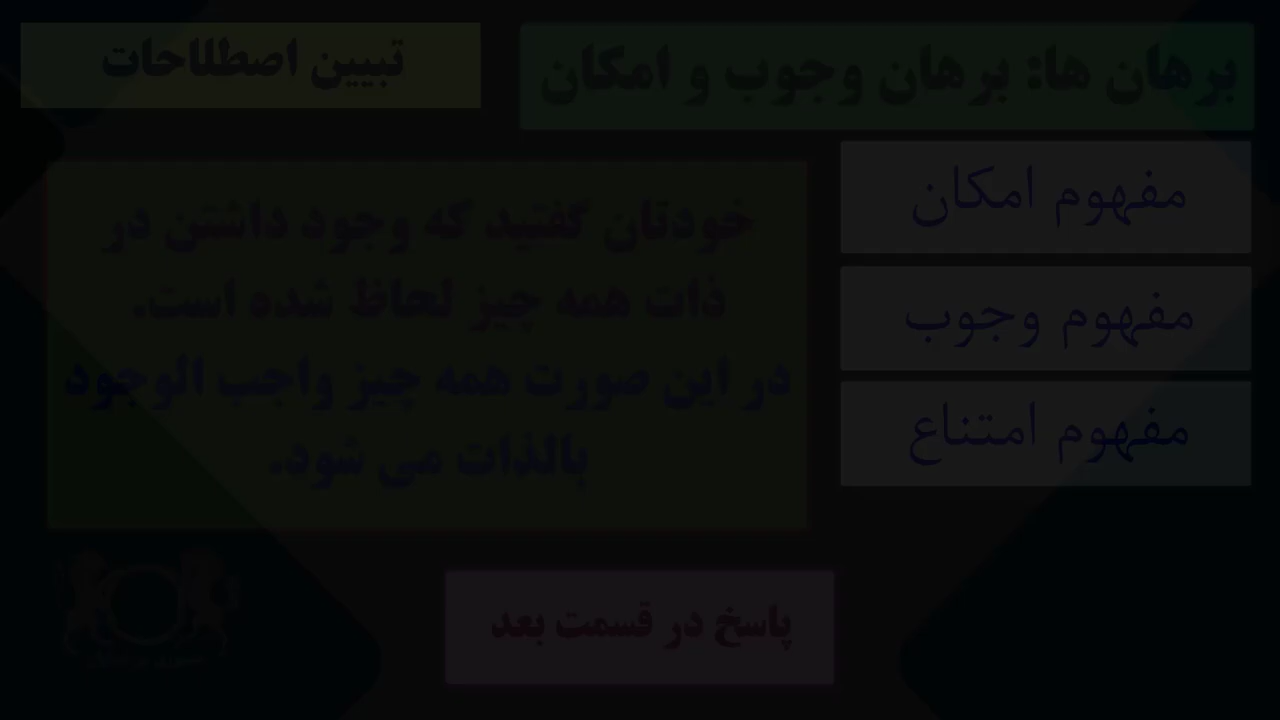 برهان ها: برهان وجوب و امکان
تبیین اصطلاحات
مفهوم امکان
مفهوم وجوب
مفهوم امتناع
خودتان گفتید که وجود داشتن در
ذات همه چیز لحاظ شده است.
در این صورت همه چیز واجب الوجود
بالذات می شود.
پاسخ در قسمت بعد